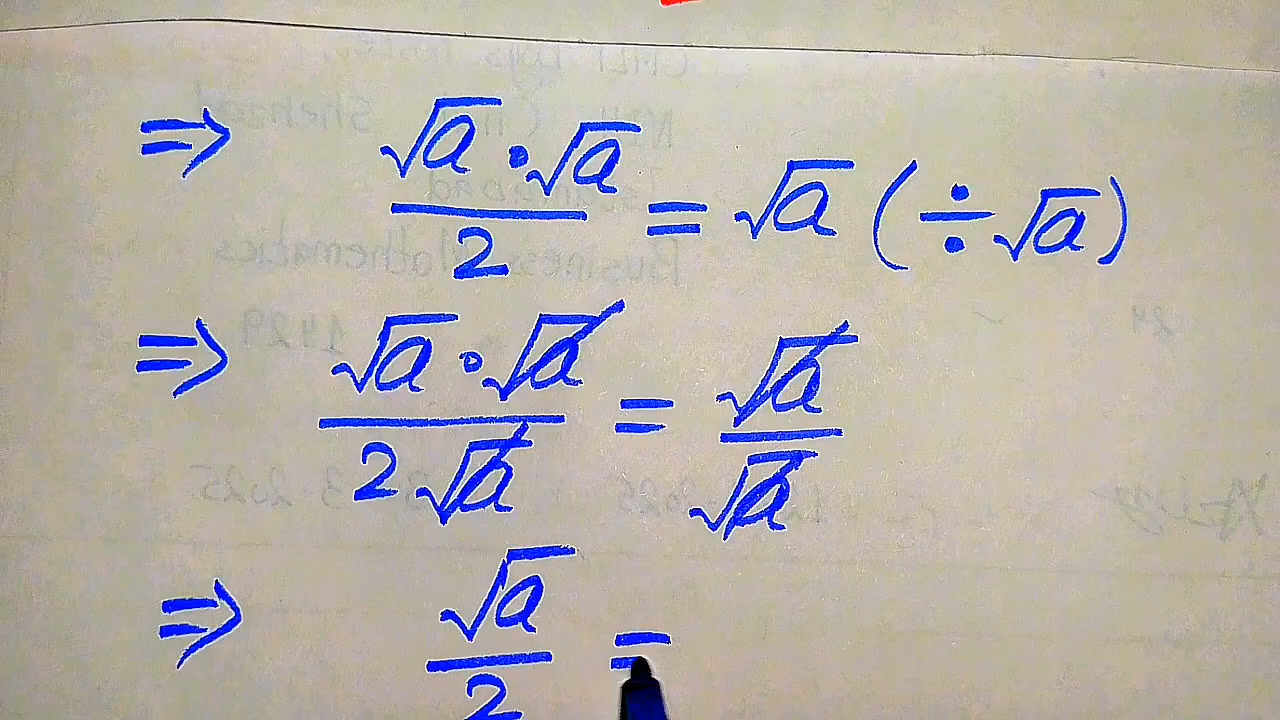 ⇒ √a·√a/2 = √a (÷√a)
⇒ √a·√a/2√a = √a/√a
⇒ √a/2 =